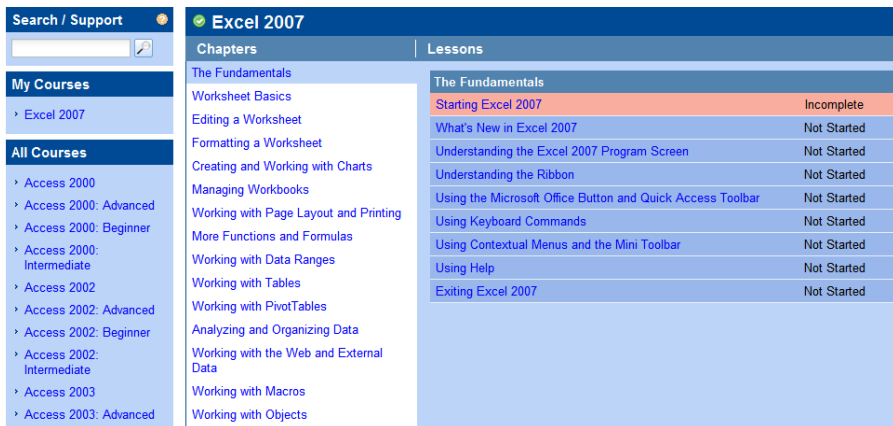 Search / Support
My Courses
Excel 2007
All Courses
Access 2000
Access 2000: Advanced
Access 2000: Beginner
Access 2000:
Intermediate
Access 2002
Access 2002: Advanced
Access 2002: Beginner
Access 2002:
Intermediate
Access 2003
Access 2003: Advanced
Excel 2007
Chapters
The Fundamentals
Worksheet Basics
Editing a Worksheet
Formatting a Worksheet
Creating and Working with Charts
Managing Workbooks
Working with Page Layout and Printing
More Functions and Formulas
Working with Data Ranges
Working with Tables
Working with PivotTables
Analyzing and Organizing Data
Working with the Web and External
Data
Working with Macros
Working with Objects
Lessons
The Fundamentals
Starting Excel 2007 Incomplete
What's New in Excel 2007 Not Started
Understanding the Excel 2007 Program Screen Not Started
Understanding the Ribbon Not Started
Using the Microsoft Office Button and Quick Access Toolbar Not Started
Using Keyboard Commands Not Started
Using Contextual Menus and the Mini Toolbar Not Started
Using Help Not Started
Exiting Excel 2007 Not Started